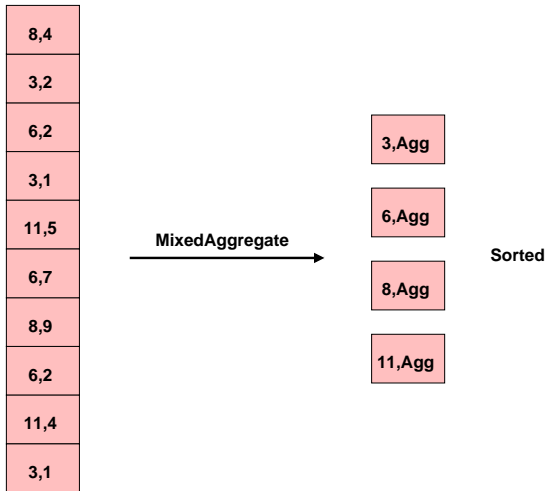 8,4
3,2
6,2
3,1
11,5
6,7
8,9
6,2
11,4
3,1
MixedAggregate
3,Agg
6,Agg
8,Agg
11,Agg
Sorted